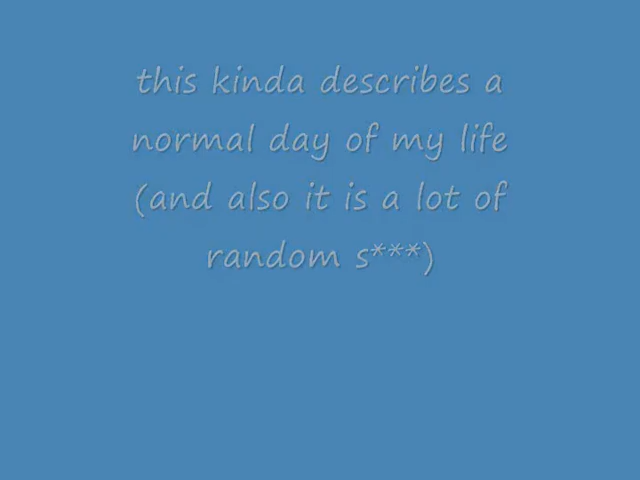 this kinda describes a
normal day of my life
(and also it is a lot of
random s***)